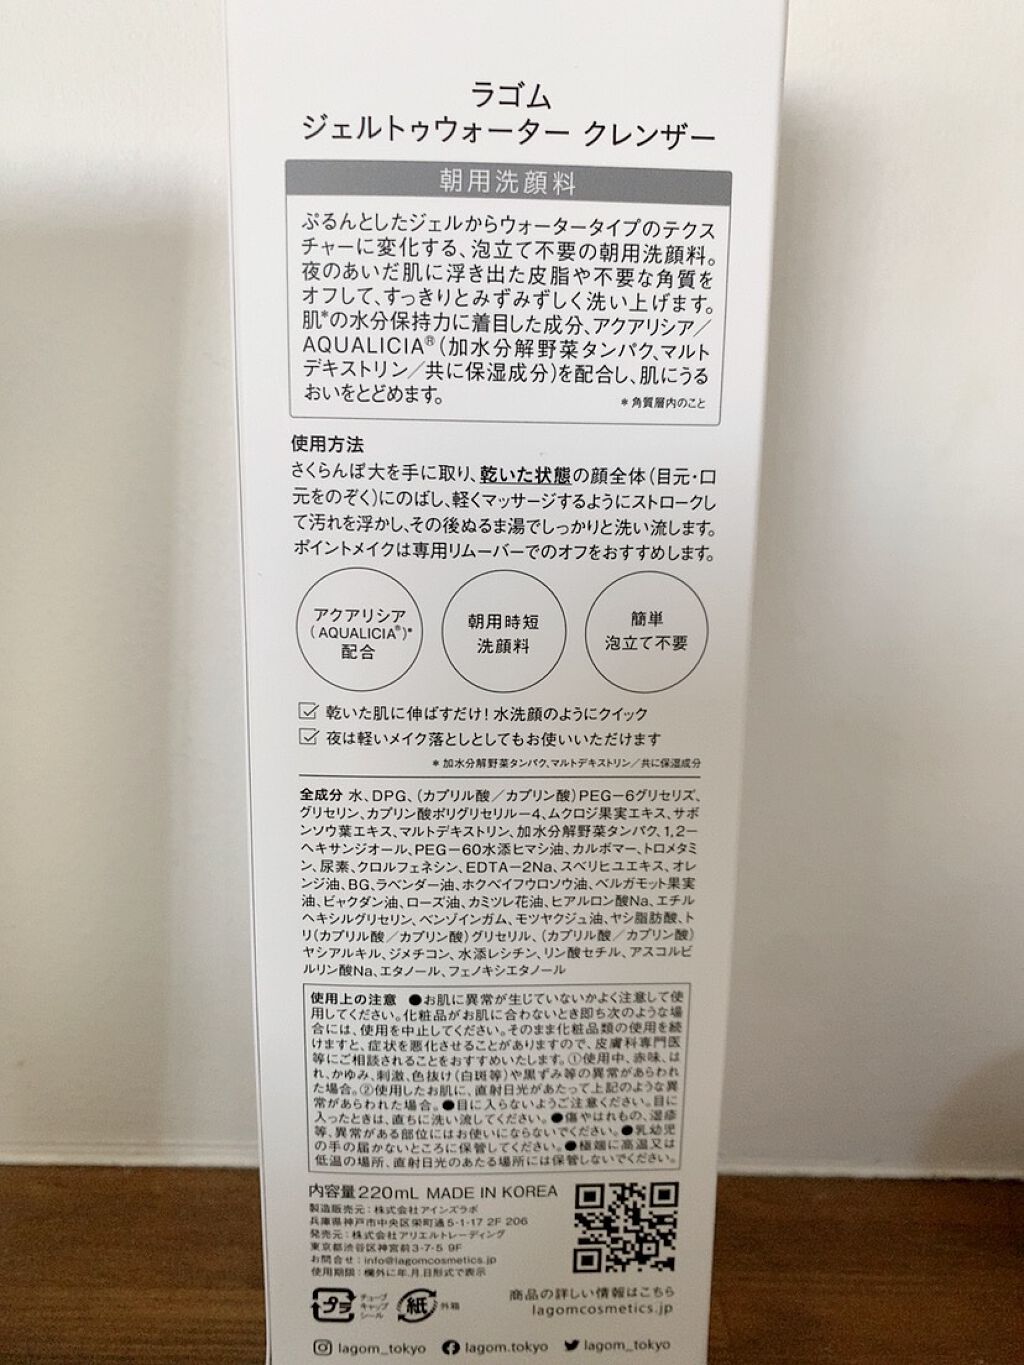 ラゴム
ジェルトゥウォーター クレンザー
朝用洗顔料
ぷるんとしたジェルからウォータータイプのテクス
チャーに変化する、泡立て不要の朝用洗顔料。
夜のあいだ肌に浮き出た皮脂や不要な角質を
オフして、すっきりとみずみずしく洗い上げます。
肌*の水分保持力に着目した成分、アクアリシア／
AQUALICIA®(加水分解野菜タンパク、マルト
デキストリン／共に保湿成分)を配合し、肌にうる
おいをとどめます。
＊角質層内のこと
使用方法
さくらんぼ大を手に取り、乾いた状態の顔全体(目元・口
元をのぞく)にのばし、軽くマッサージするようにストロークし
て汚れを浮かし、その後ぬるま湯でしっかりと洗い流します。
ポイントメイクは専用リムーバーでのオフをおすすめします。
アクアリシア
(AQUALICIA®)*
配合
朝用時短
洗顔料
簡単
泡立て不要
乾いた肌に伸ばすだけ！水洗顔のようにクイック
夜は軽いメイク落としとしてもお使いいただけます
＊加水分解野菜タンパク、マルトデキストリン／共に保湿成分
全成分 水、DPG、(カプリル酸／カプリン酸)PEG－6グリセリズ、
グリセリン、カプリン酸ポリグリセリル－4、ムクロジ果実エキス、サボ
ンソウ葉エキス、マルトデキストリン、加水分解野菜タンパク、1,2－
ヘキサンジオール、PEG－60水添ヒマシ油、カルボマー、トロメタミ
ン、尿素、クロルフェネシン、EDTA－2Na、スベリヒユエキス、オレ
ンジ油、BG、ラベンダー油、ホクベイフウロソウ油、ベルガモット果実
油、ビャクダン油、ローズ油、カミツレ花油、ヒアルロン酸Na、エチル
ヘキシルグリセリン、ベンゾインガム、モツヤクジュ油、ヤシ脂肪酸、ト
リ(カプリル酸／カプリン酸)グリセリル、(カプリル酸／カプリン酸)
ヤシアルキル、ジメチコン、水添レシチン、リン酸セチル、アスコルビ
ルリン酸Na、エタノール、フェノキシエタノール
使用上の注意 ●お肌に異常が生じていないかよく注意して使
用してください。化粧品がお肌に合わないとき即ち次のような場
合には、使用を中止してください。そのまま化粧品類の使用を続
けますと、症状を悪化させることがありますので、皮膚科専門医
等にご相談されることをおすすめいたします。①使用中、赤味、は
れ、かゆみ、刺激、色抜け(白斑等)や黒ずみ等の異常があらわれ
た場合。②使用したお肌に、直射日光があたって上記のような異
常があらわれた場合。●目に入らないようご注意ください。目に
入ったときは、直ちに洗い流してください。●傷やはれもの、湿疹
等、異常がある部位にはお使いにならないでください。●乳幼児
の手の届かないところに保管してください。●極端に高温又は
低温の場所、直射日光のあたる場所には保管しないでください。
内容量220mL MADE IN KOREA
製造販売元：株式会社アインズラボ
兵庫県神戸市中央区栄町通5-1-17 2F 206
発売元：株式会社アリエルトレーディング
東京都渋谷区神宮前3-7-5 9F
お問合せ：info@lagomcosmetics.jp
使用期限：欄外に年.月.日形式で表示
プラ
チューブ
キャップ
シール
紙
外箱
商品の詳しい情報はこちら
lagomcosmetics.jp
lagom_tokyo
lagom.tokyo
lagom_tokyo